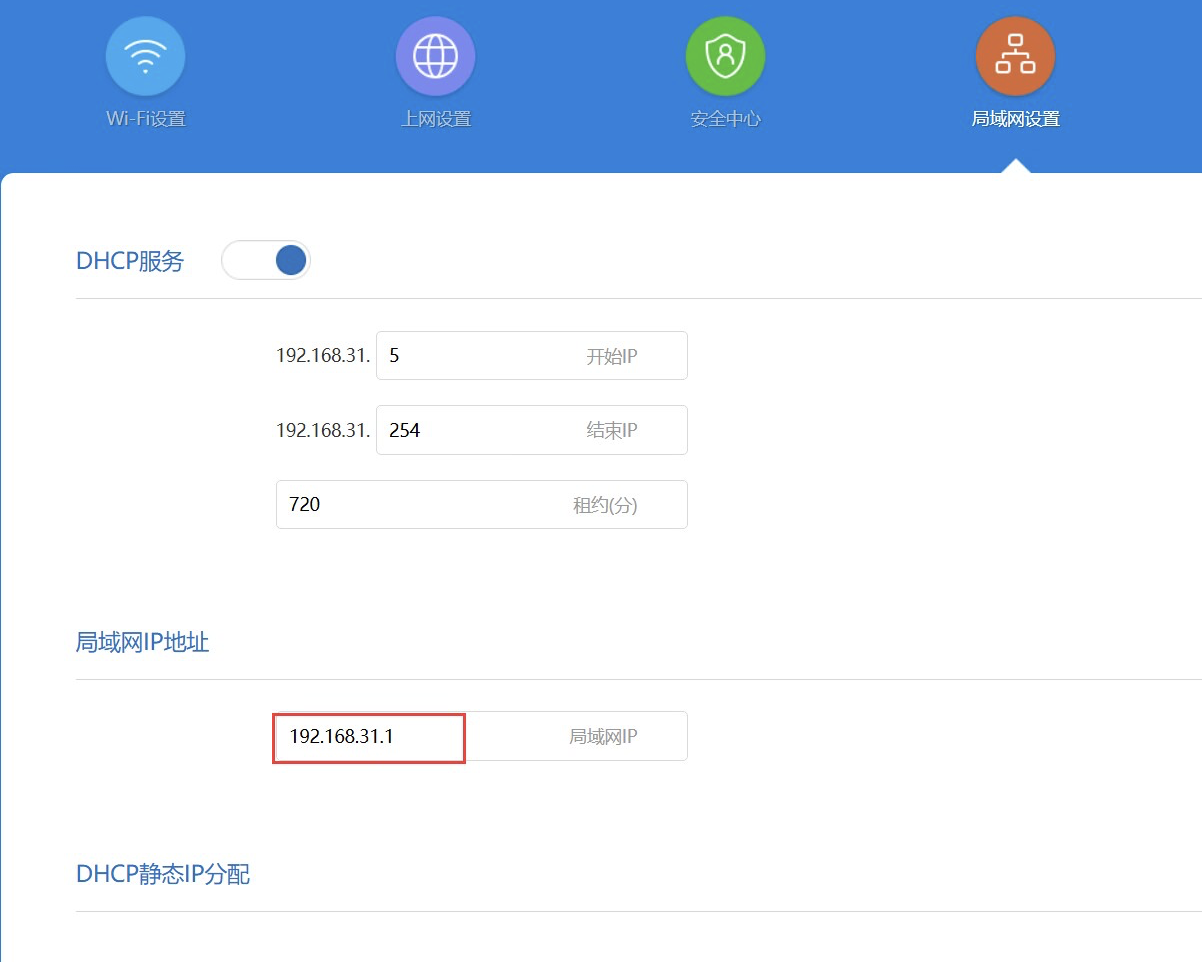 Wi-Fi设置 上网设置 安全中心 局域网设置
DHCP服务
192.168.31. 5 开始IP
192.168.31. 254 结束IP
720 租约(分)
局域网IP地址
192.168.31.1 局域网IP
DHCP静态IP分配